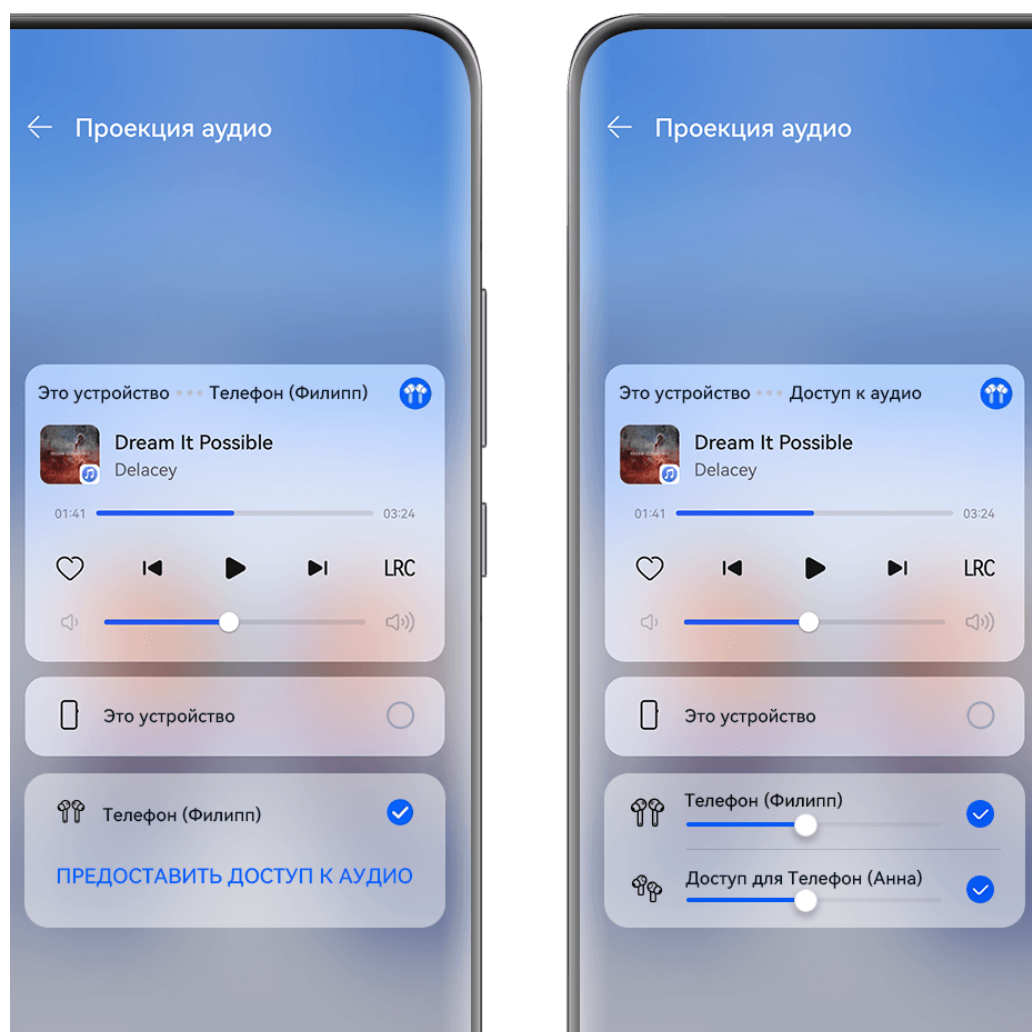 Проекция аудио
Это устройство ••• Телефон (Филипп)
Dream It Possible
Delacey
01:41 03:24
LRC
Это устройство
Телефон (Филипп)
ПРЕДОСТАВИТЬ ДОСТУП К АУДИО
Проекция аудио
Это устройство ••• Доступ к аудио
Dream It Possible
Delacey
01:41 03:24
LRC
Это устройство
Телефон (Филипп)
Доступ для Телефон (Анна)